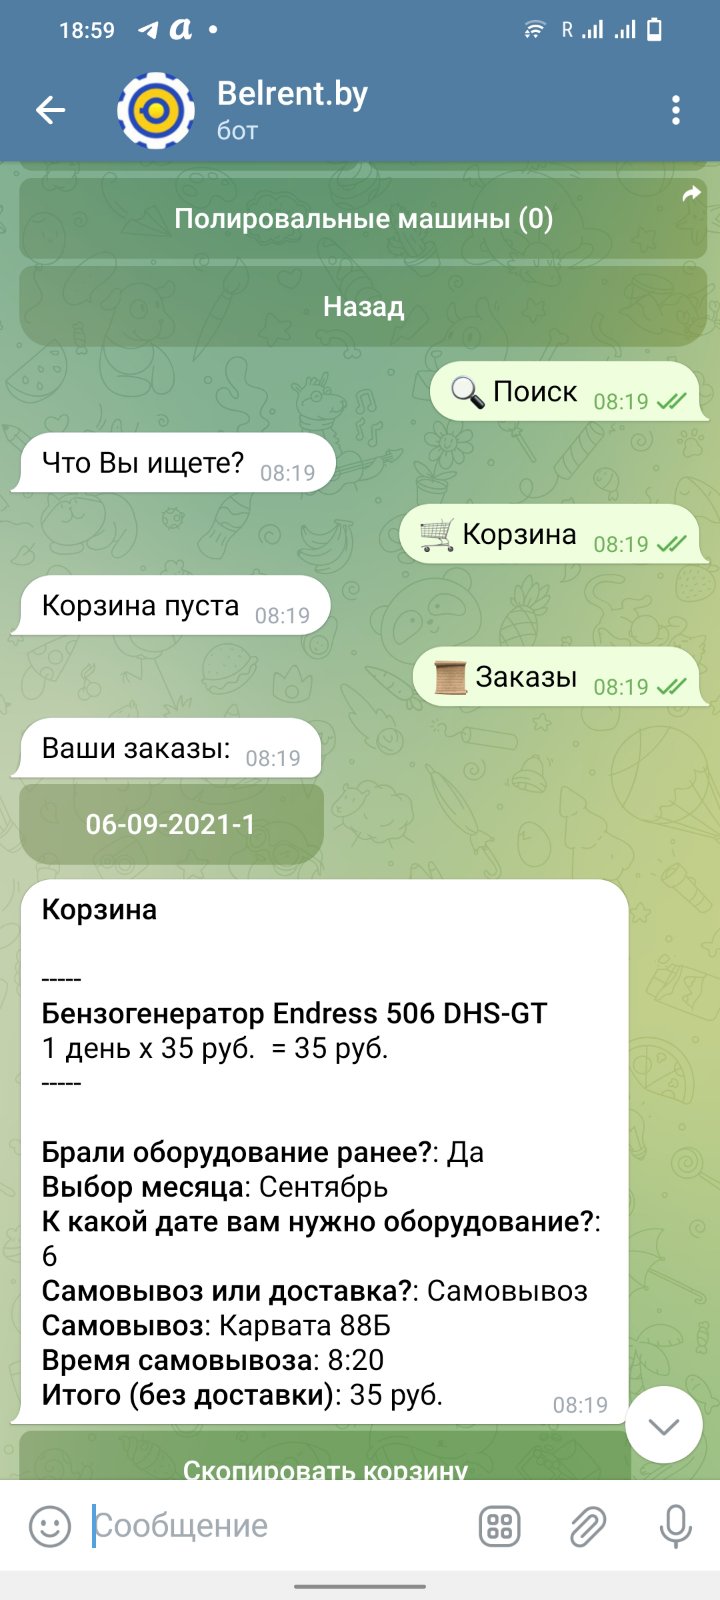 18:59
R
Belrent.by
бот
Полировальные машины (0)
Назад
Поиск 08:19
Что Вы ищете? 08:19
Корзина 08:19
Корзина пуста 08:19
Заказы 08:19
Ваши заказы: 08:19
06-09-2021-1
Корзина
-----
Бензогенератор Endress 506 DHS-GT
1 день x 35 руб.  = 35 руб.
-----
Брали оборудование ранее?: Да
Выбор месяца: Сентябрь
К какой дате вам нужно оборудование?:
6
Самовывоз или доставка?: Самовывоз
Самовывоз: Карвата 88Б
Время самовывоза: 8:20
Итого (без доставки): 35 руб.
08:19
Скопировать корзину
Сообщение